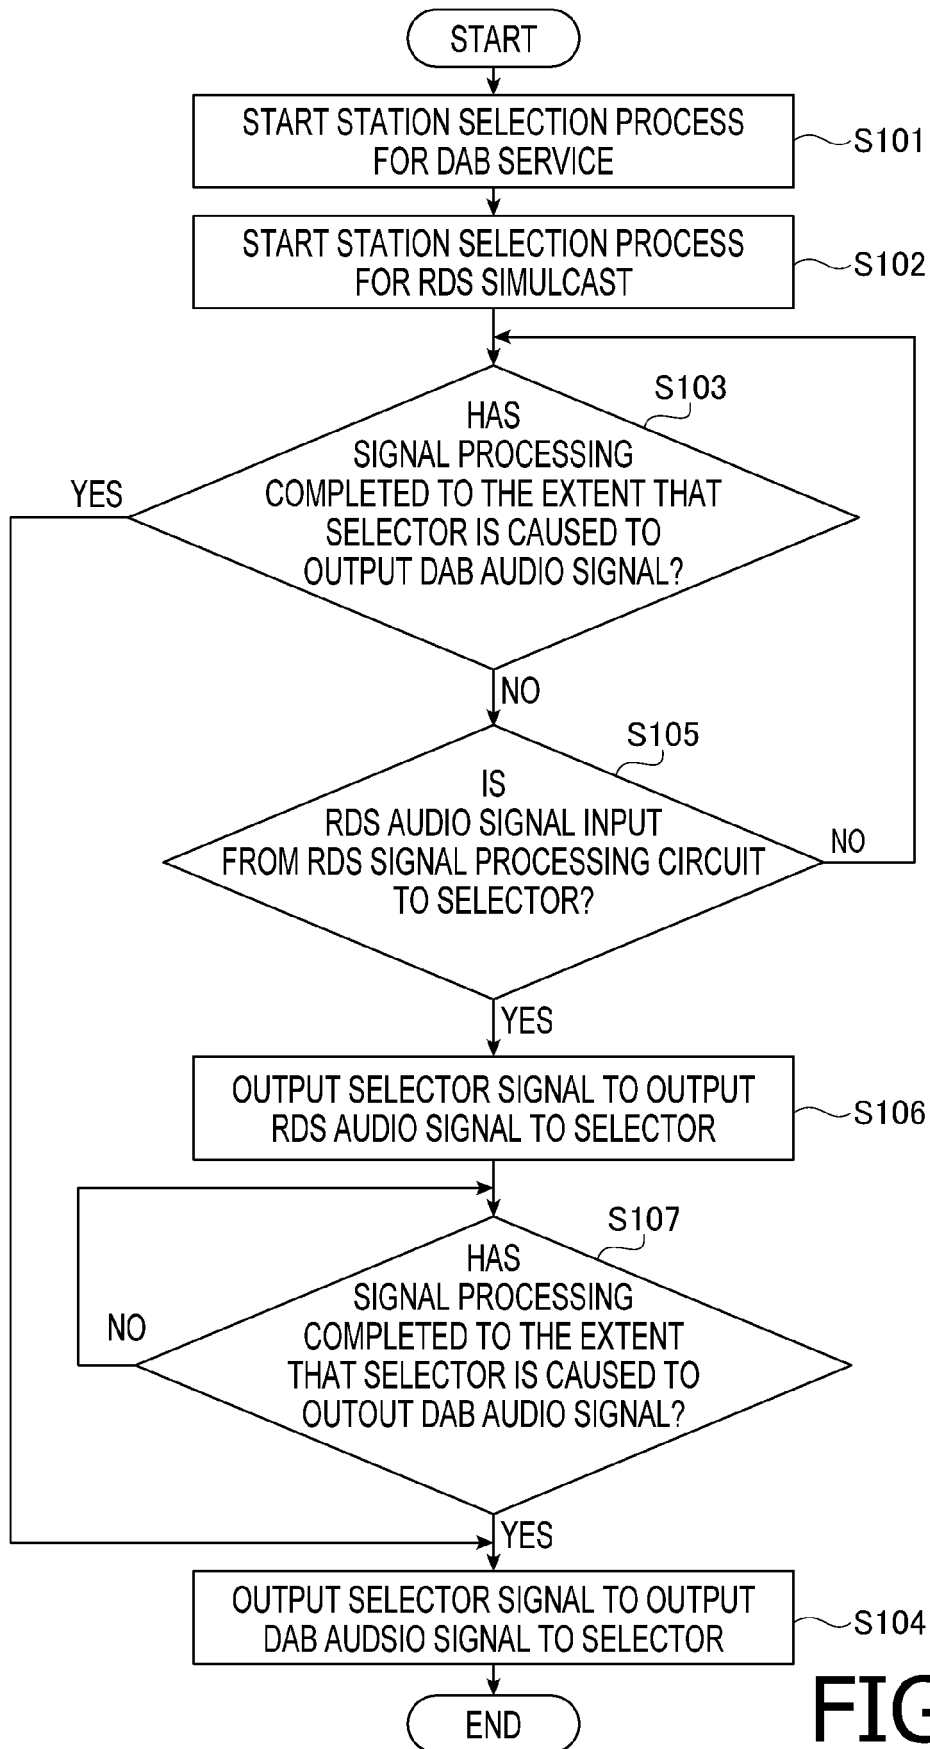 START
START STATION SELECTION PROCESS
FOR DAB SERVICE
S101
START STATION SELECTION PROCESS
FOR RDS SIMULCAST
S102
S103
HAS
SIGNAL PROCESSING
COMPLETED TO THE EXTENT THAT
SELECTOR IS CAUSED TO
OUTPUT DAB AUDIO SIGNAL?
YES
NO
S105
IS
RDS AUDIO SIGNAL INPUT
FROM RDS SIGNAL PROCESSING CIRCUIT
TO SELECTOR?
NO
YES
OUTPUT SELECTOR SIGNAL TO OUTPUT
RDS AUDIO SIGNAL TO SELECTOR
S106
S107
HAS
SIGNAL PROCESSING
COMPLETED TO THE EXTENT
THAT SELECTOR IS CAUSED TO
OUTOUT DAB AUDIO SIGNAL?
NO
YES
OUTPUT SELECTOR SIGNAL TO OUTPUT
DAB AUDSIO SIGNAL TO SELECTOR
S104
END
FIG